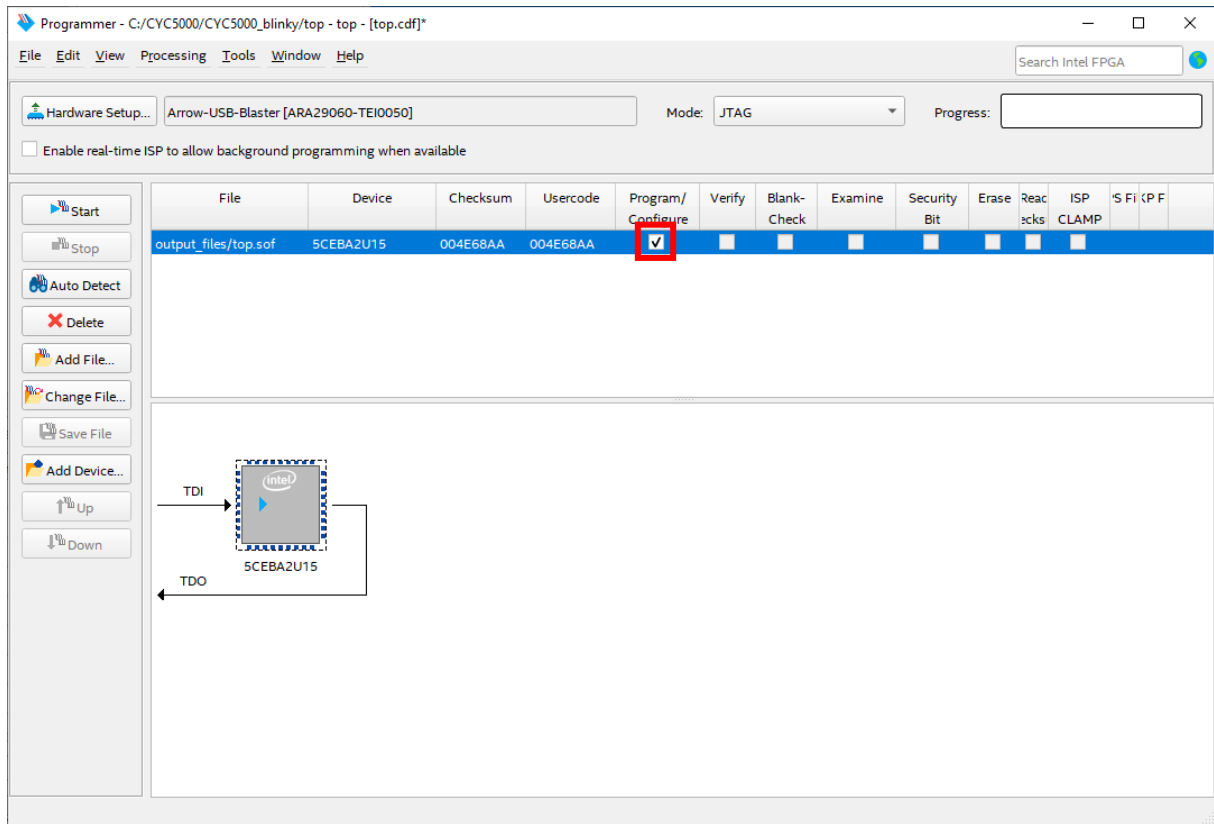 Programmer - C:/CYC5000/CYC5000_blinky/top - top - [top.cdf]*
File Edit View Processing Tools Window Help
Search Intel FPGA
Hardware Setup... Arrow-USB-Blaster [ARA29060-TEI0050] Mode: JTAG Progress:
Enable real-time ISP to allow background programming when available
Start
Stop
Auto Detect
Delete
Add File...
Change File...
Save File
Add Device...
Up
Down
File Device Checksum Usercode Program/ Verify Blank- Examine Security Erase ISP
Configure Check Bit CLAMP
output_files/top.sof 5CEBA2U15 004E68AA 004E68AA
intel
TDI
5CEBA2U15
TDO